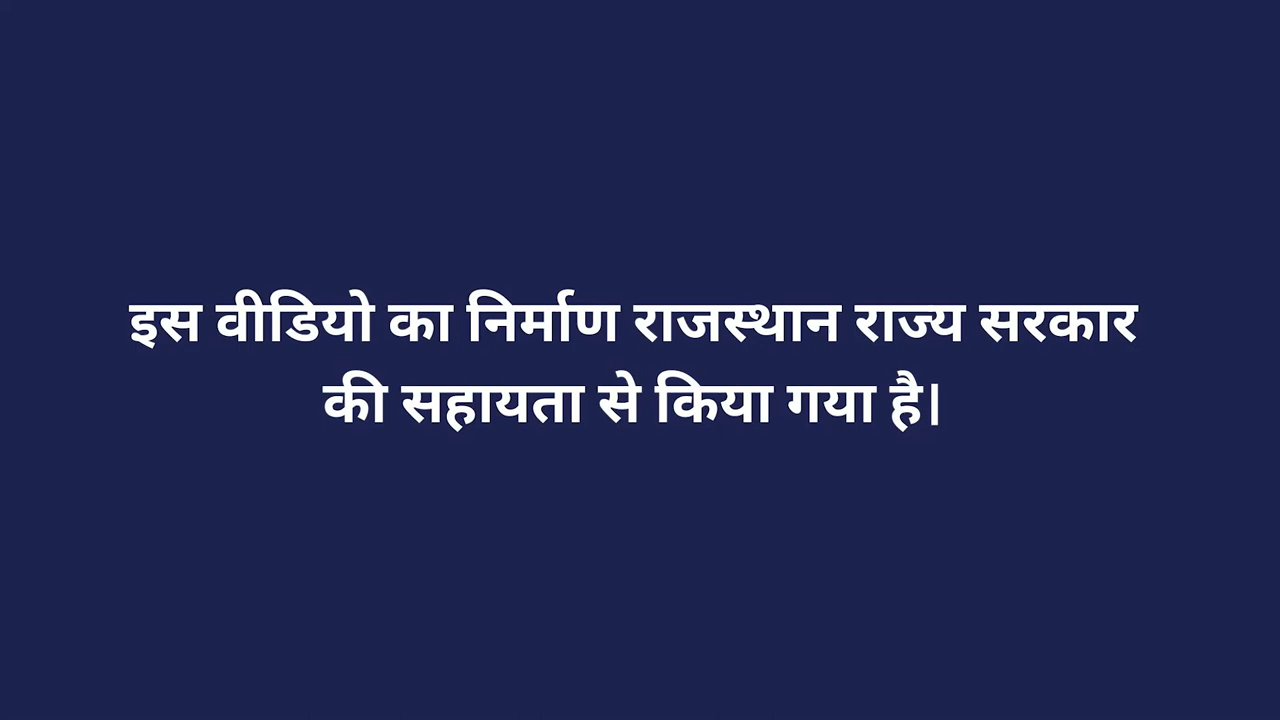 इस वीडियो का निर्माण राजस्थान राज्य सरकार
की सहायता से किया गया है।